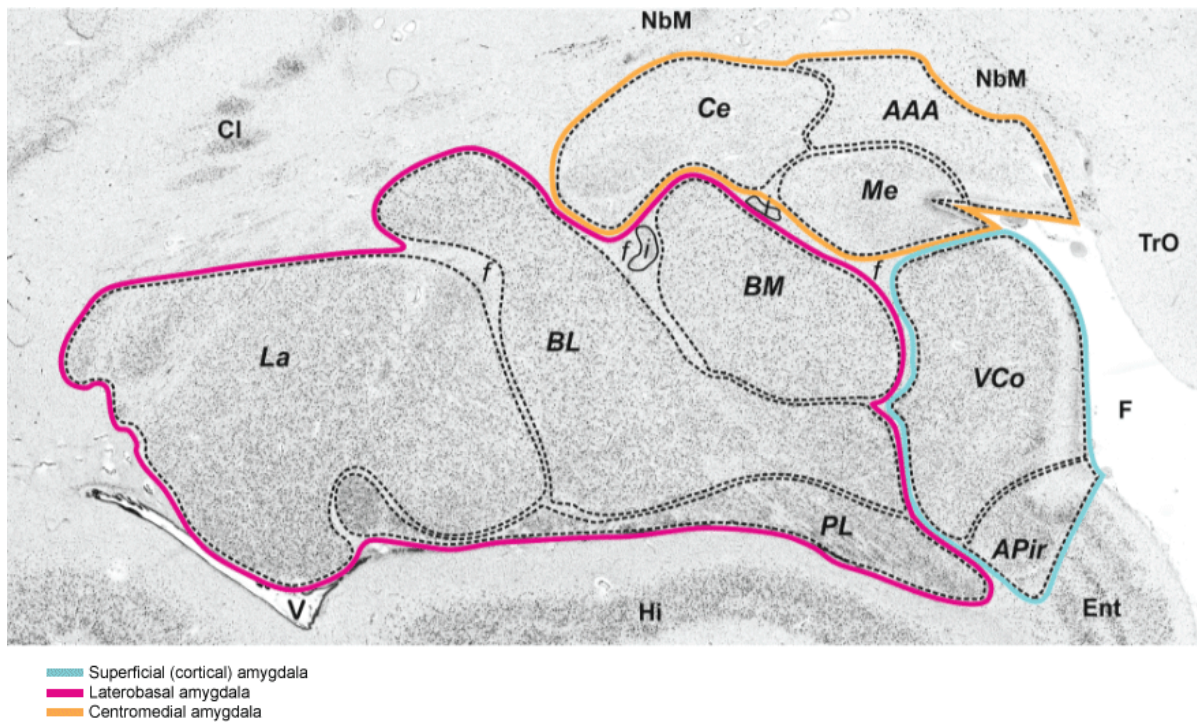 NbM
NbM
Cl
Ce
AAA
Me
i
TrO
f
i
f
f
BM
La
BL
VCo
F
PL
APir
V
Hi
Ent
Superficial (cortical) amygdala
Laterobasal amygdala
Centromedial amygdala